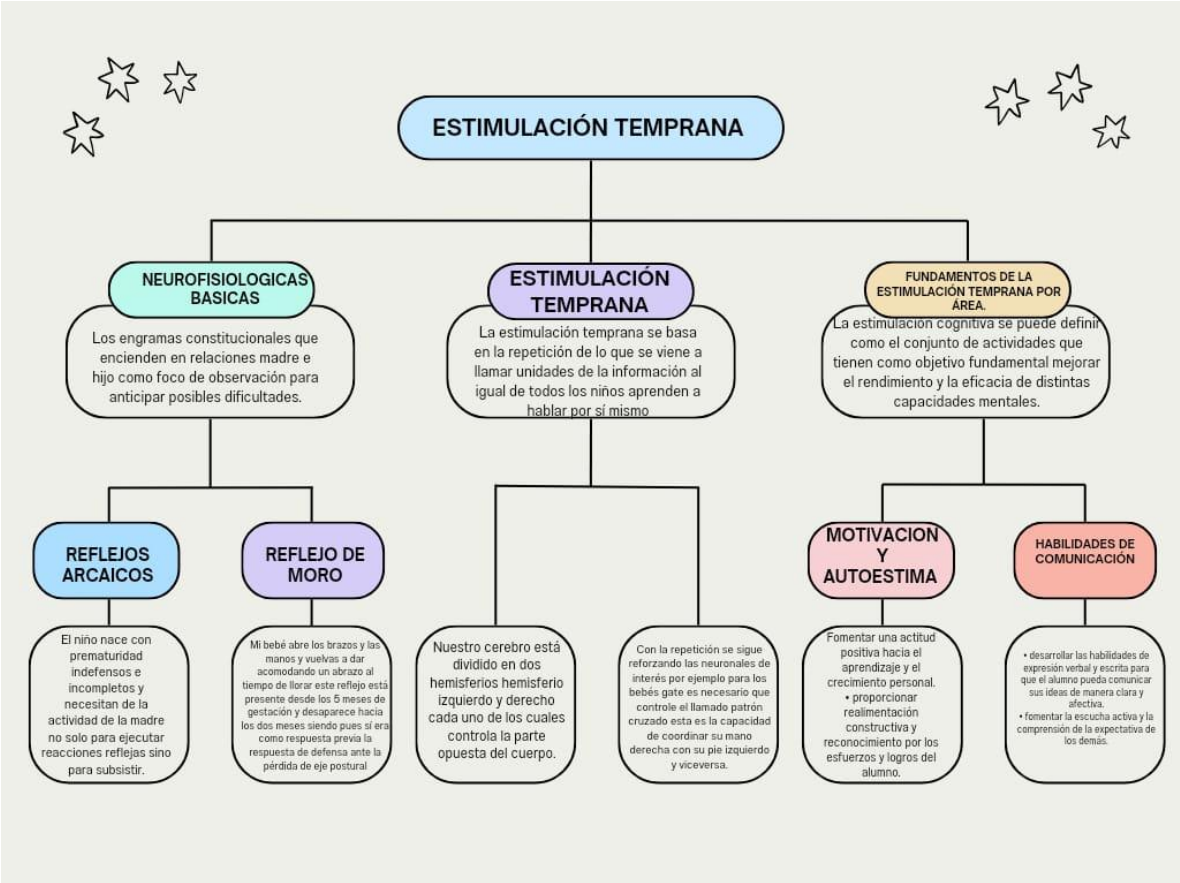 ESTIMULACIÓN TEMPRANA
NEUROFISIOLOGICAS
BASICAS
Los engramas constitucionales que
encienden en relaciones madre e
hijo como foco de observación para
anticipar posibles dificultades.
ESTIMULACIÓN
TEMPRANA
La estimulación temprana se basa
en la repetición de lo que se viene a
llamar unidades de la información al
igual de todos los niños aprenden a
hablar por sí mismo
FUNDAMENTOS DE LA
ESTIMULACIÓN TEMPRANA POR
ÁREA.
La estimulación cognitiva se puede definir
como el conjunto de actividades que
tienen como objetivo fundamental mejorar
el rendimiento y la eficacia de distintas
capacidades mentales.
REFLEJOS
ARCAICOS
El niño nace con
prematuridad
indefensos e
incompletos y
necesitan de la
actividad de la madre
no solo para ejecutar
reacciones reflejas sino
para subsistir.
REFLEJO DE
MORO
Mi bebé abre los brazos y las
manos y vuelvas a dar
acomodando un abrazo al
tiempo de llorar este reflejo está
presente desde los 5 meses de
gestación y desaparece hacia
los dos meses siendo pues sí era
como respuesta previa la
respuesta de defensa ante la
pérdida de eje postural
Nuestro cerebro está
dividido en dos
hemisferios hemisferio
izquierdo y derecho
cada uno de los cuales
controla la parte
opuesta del cuerpo.
Con la repetición se sigue
reforzando las neuronales de
interés por ejemplo para los
bebés gate es necesario que
controle el llamado patrón
cruzado esta es la capacidad
de coordinar su mano
derecha con su pie izquierdo
y viceversa.
MOTIVACION
Y
AUTOESTIMA
Fomentar una actitud
positiva hacia el
aprendizaje y el
crecimiento personal.
• proporcionar
realimentación
constructiva y
reconocimiento por los
esfuerzos y logros del
alumno.
HABILIDADES DE
COMUNICACIÓN
• desarrollar las habilidades de
expresión verbal y escrita para
que el alumno pueda comunicar
sus ideas de manera clara y
afectiva.
• fomentar la escucha activa y la
comprensión de la expectativa de
los demás.